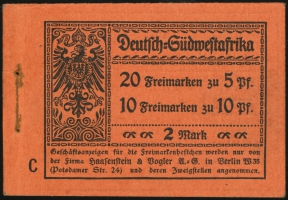 Deutsch-Südwestafrika
20 Freimarken zu 5 Pf.
10 Freimarken zu 10 Pf.
2 Mark
C
Geschäftsanzeigen für die Freimarkenheftchen werden nur von
der Firma Haasenstein & Vogler A.-G. in Berlin W 35
(Potsdamer Str. 24) und deren Zweigstellen angenommen.